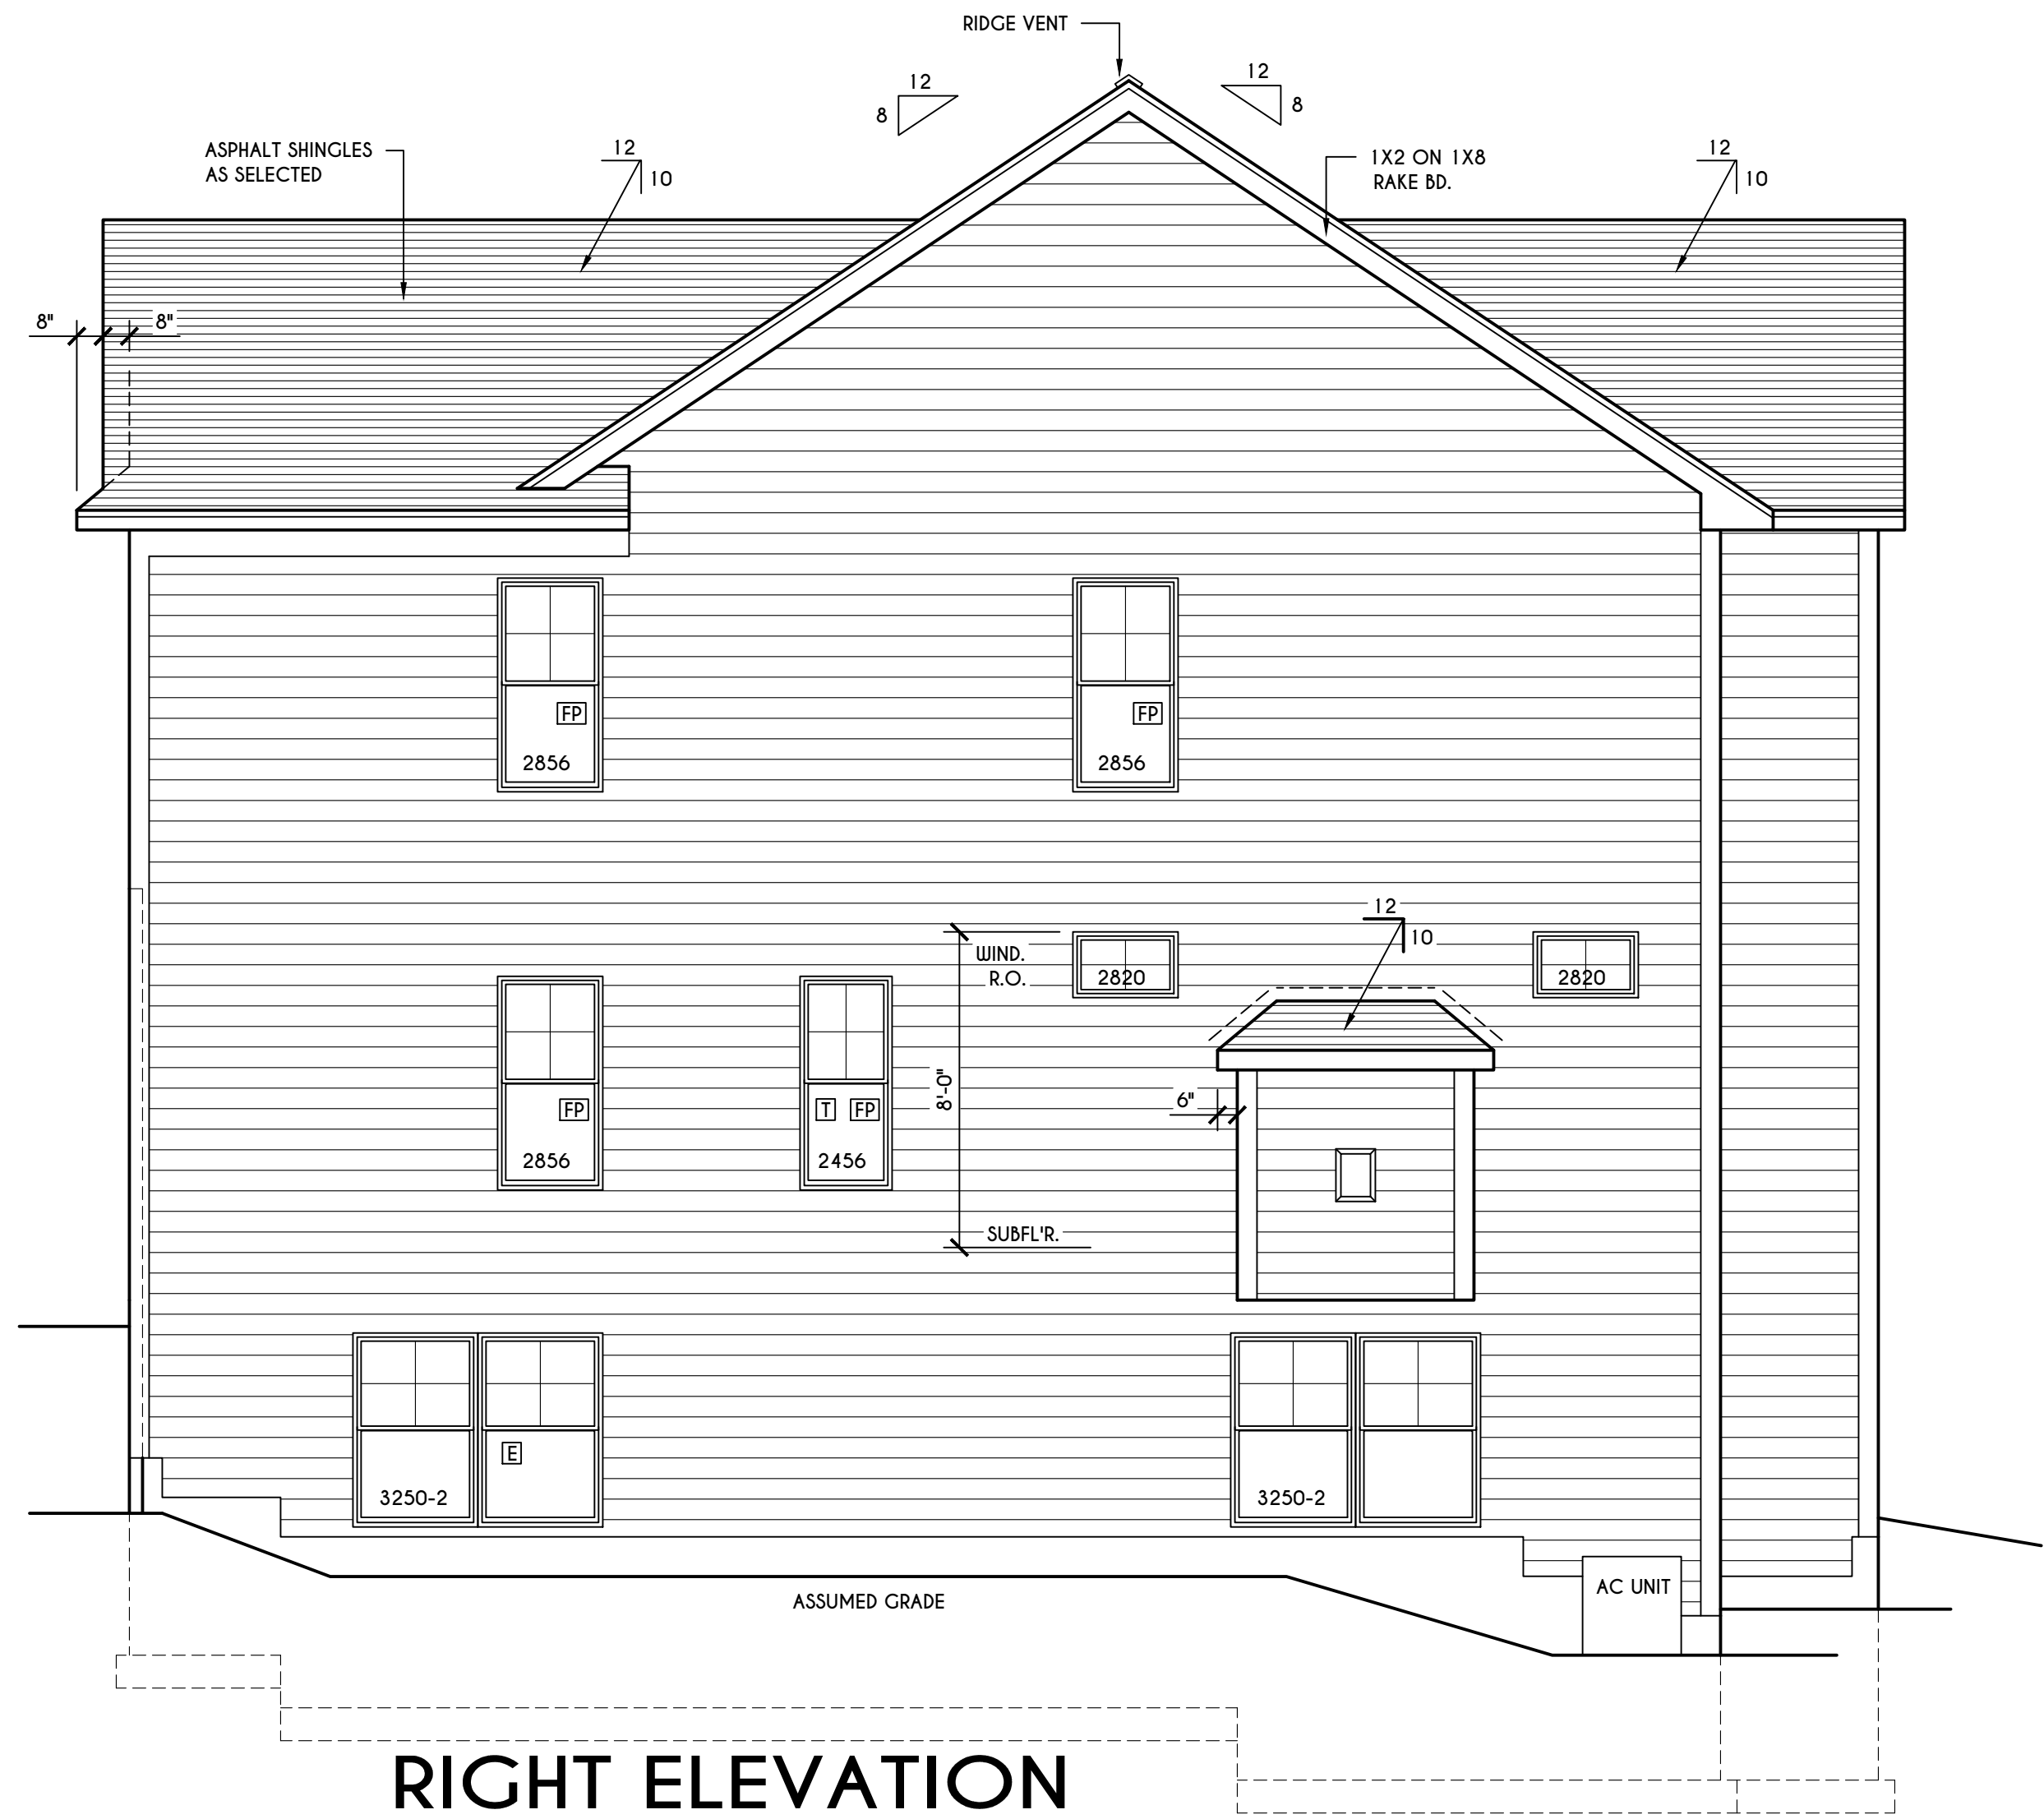 RIDGE VENT
12
8
12
8
ASPHALT SHINGLES
AS SELECTED
12
10
1X2 ON 1X8
RAKE BD.
12
10
8"
8"
FP
2856
FP
2856
12
10
WIND.
R.O.
2820
2820
8'-0"
6"
FP
2856
T FP
2456
SUBFL'R.
E
3250-2
3250-2
AC UNIT
ASSUMED GRADE
RIGHT ELEVATION